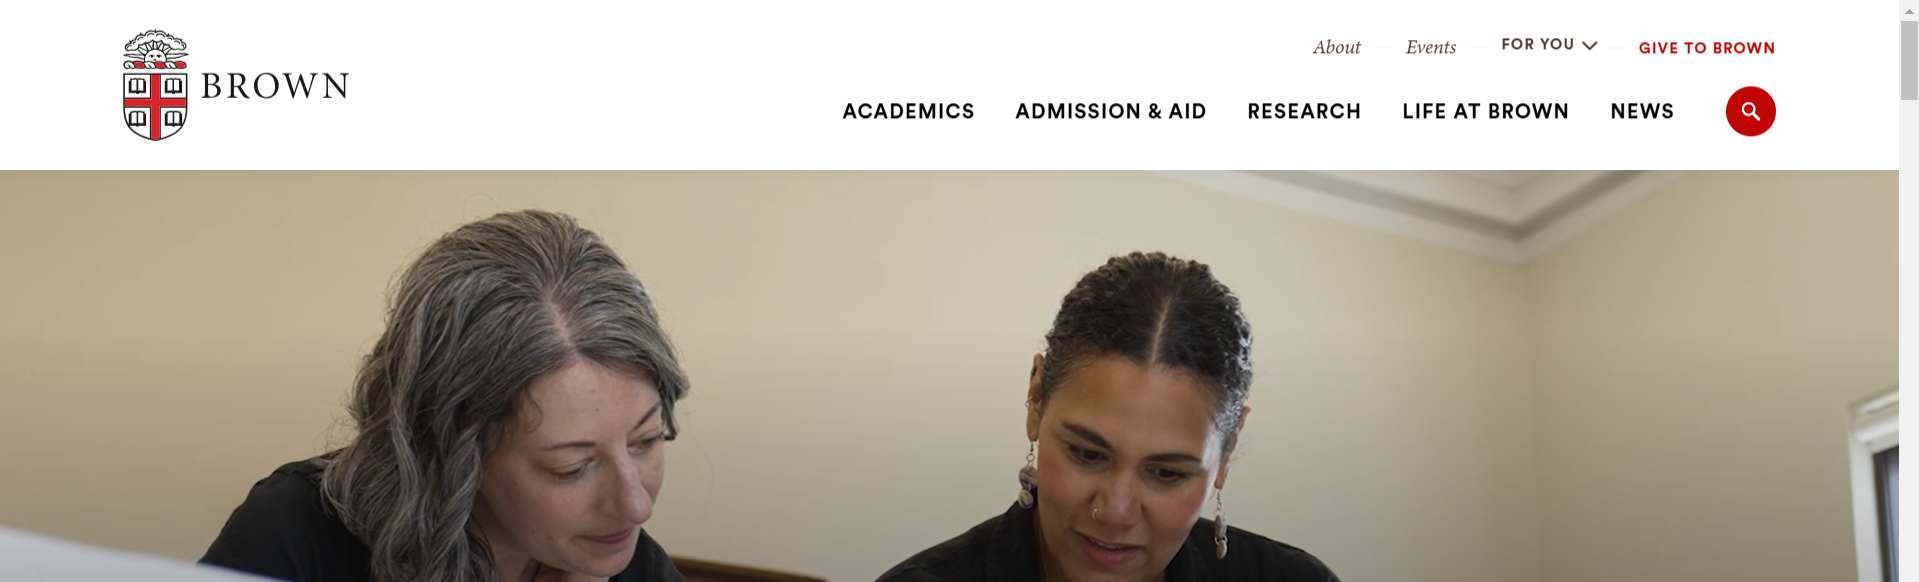 BROWN
About
Events
FOR YOU
GIVE TO BROWN
ACADEMICS
ADMISSION & AID
RESEARCH
LIFE AT BROWN
NEWS